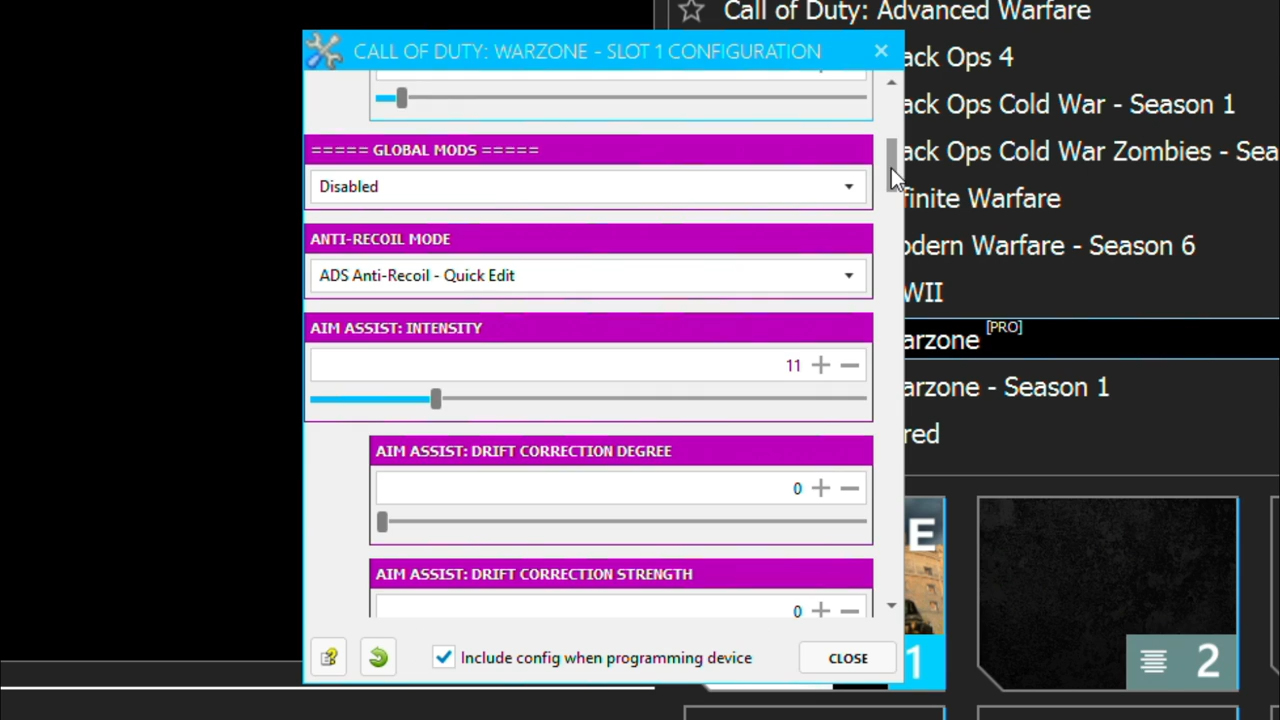 Call of Duty: Advanced Warfare
CALL OF DUTY: WARZONE - SLOT 1 CONFIGURATION
ack Ops 4
ack Ops Cold War - Season 1
===== GLOBAL MODS =====
ack Ops Cold War Zombies - Sea
Disabled
finite Warfare
ANTI-RECOIL MODE
odern Warfare - Season 6
ADS Anti-Recoil - Quick Edit
WII
AIM ASSIST: INTENSITY
arzone [PRO]
11
arzone - Season 1
red
AIM ASSIST: DRIFT CORRECTION DEGREE
0
E
AIM ASSIST: DRIFT CORRECTION STRENGTH
0
Include config when programming device
CLOSE
1
2